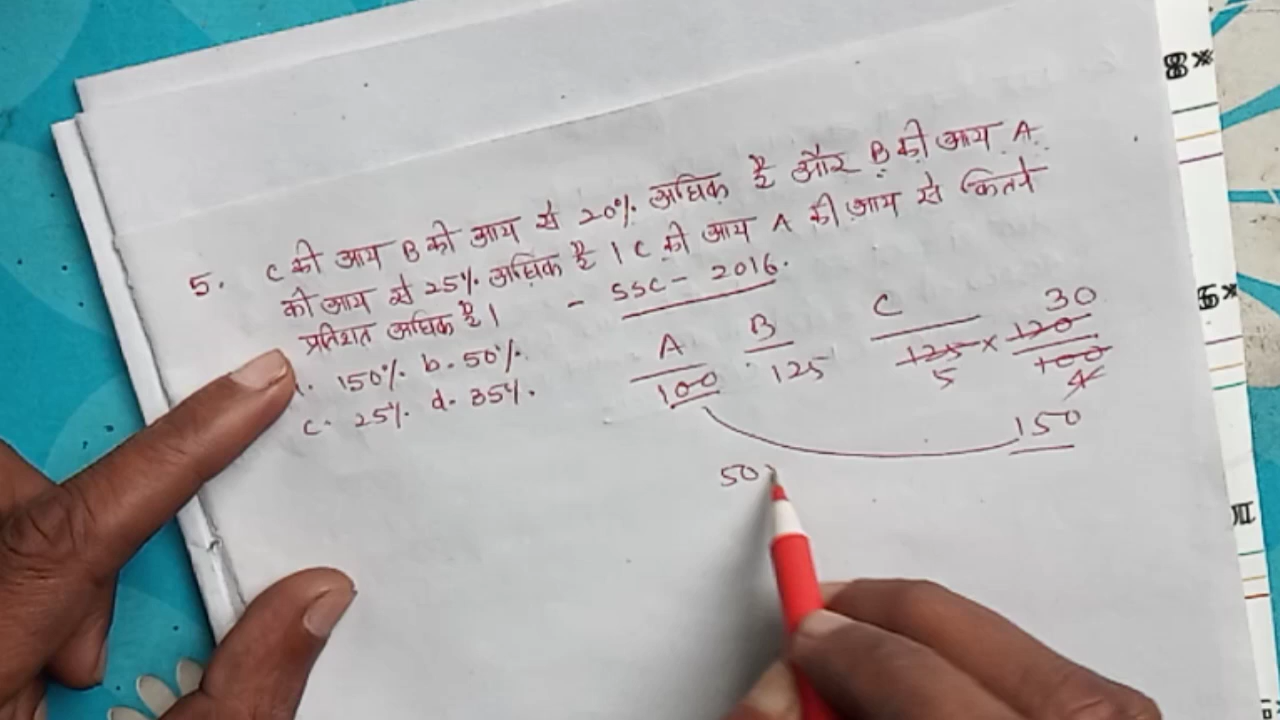 5. C की आय B की आय से 20% अधिक है और B की आय A
की आय से 25% अधिक है । C की आय A की आय से कितने
प्रतिशत अधिक है। - SSC- 2016.
150% b. 50%.
c. 25% d. 35%.
A B C
100 125 125 × 120 30
5 100 4
150
50